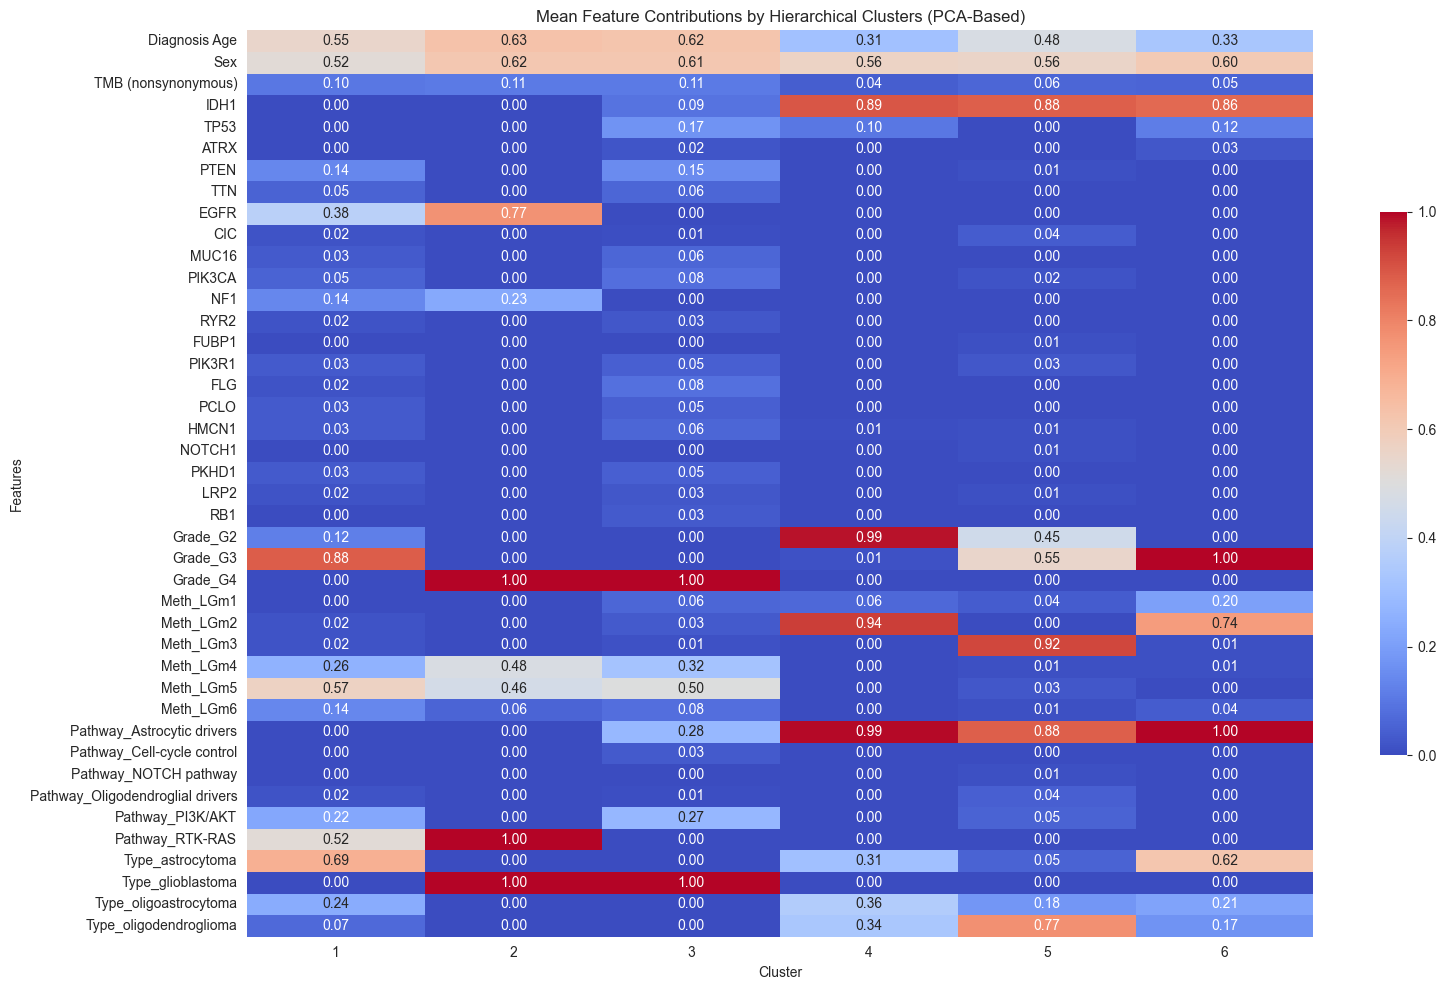 Mean Feature Contributions by Hierarchical Clusters (PCA-Based)
Features
Diagnosis Age 0.55 0.63 0.62 0.31 0.48 0.33
Sex 0.52 0.62 0.61 0.56 0.56 0.60
TMB (nonsynonymous) 0.10 0.11 0.11 0.04 0.06 0.05
IDH1 0.00 0.00 0.09 0.89 0.88 0.86
TP53 0.00 0.00 0.17 0.10 0.00 0.12
ATRX 0.00 0.00 0.02 0.00 0.00 0.03
PTEN 0.14 0.00 0.15 0.00 0.01 0.00
TTN 0.05 0.00 0.06 0.00 0.00 0.00
EGFR 0.38 0.77 0.00 0.00 0.00 0.00
CIC 0.02 0.00 0.01 0.00 0.04 0.00
MUC16 0.03 0.00 0.06 0.00 0.00 0.00
PIK3CA 0.05 0.00 0.08 0.00 0.02 0.00
NF1 0.14 0.23 0.00 0.00 0.00 0.00
RYR2 0.02 0.00 0.03 0.00 0.00 0.00
FUBP1 0.00 0.00 0.00 0.00 0.01 0.00
PIK3R1 0.03 0.00 0.05 0.00 0.03 0.00
FLG 0.02 0.00 0.08 0.00 0.00 0.00
PCLO 0.03 0.00 0.05 0.00 0.00 0.00
HMCN1 0.03 0.00 0.06 0.01 0.01 0.00
NOTCH1 0.00 0.00 0.00 0.00 0.01 0.00
PKHD1 0.03 0.00 0.05 0.00 0.00 0.00
LRP2 0.02 0.00 0.03 0.00 0.01 0.00
RB1 0.00 0.00 0.03 0.00 0.00 0.00
Grade_G2 0.12 0.00 0.00 0.99 0.45 0.00
Grade_G3 0.88 0.00 0.00 0.01 0.55 1.00
Grade_G4 0.00 1.00 1.00 0.00 0.00 0.00
Meth_LGm1 0.00 0.00 0.06 0.06 0.04 0.20
Meth_LGm2 0.02 0.00 0.03 0.94 0.00 0.74
Meth_LGm3 0.02 0.00 0.01 0.00 0.92 0.01
Meth_LGm4 0.26 0.48 0.32 0.00 0.01 0.01
Meth_LGm5 0.57 0.46 0.50 0.00 0.03 0.00
Meth_LGm6 0.14 0.06 0.08 0.00 0.01 0.04
Pathway_Astrocytic drivers 0.00 0.00 0.28 0.99 0.88 1.00
Pathway_Cell-cycle control 0.00 0.00 0.03 0.00 0.00 0.00
Pathway_NOTCH pathway 0.00 0.00 0.00 0.00 0.01 0.00
Pathway_Oligodendroglial drivers 0.02 0.00 0.01 0.00 0.04 0.00
Pathway_PI3K/AKT 0.22 0.00 0.27 0.00 0.05 0.00
Pathway_RTK-RAS 0.52 1.00 0.00 0.00 0.00 0.00
Type_astrocytoma 0.69 0.00 0.00 0.31 0.05 0.62
Type_glioblastoma 0.00 1.00 1.00 0.00 0.00 0.00
Type_oligoastrocytoma 0.24 0.00 0.00 0.36 0.18 0.21
Type_oligodendroglioma 0.07 0.00 0.00 0.34 0.77 0.17
1 2 3 4 5 6
Cluster
1.0
0.8
0.6
0.4
0.2
0.0